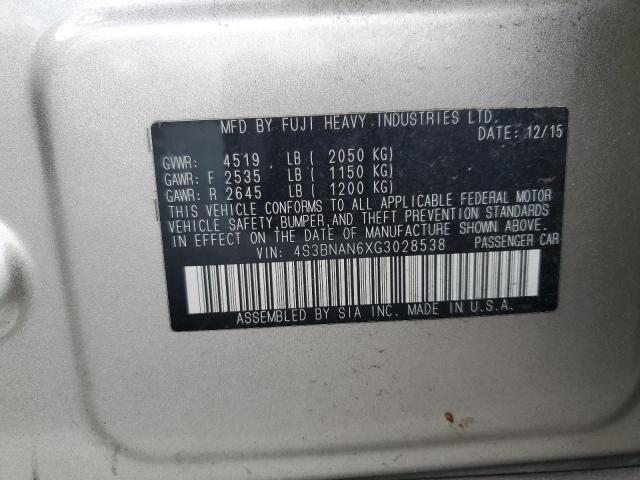 MFD BY FUJI HEAVY INDUSTRIES LTD.
DATE: 12/15
GVWR: 4519 LB ( 2050 KG)
GAWR: F 2535 LB ( 1150 KG)
GAWR: R 2645 LB ( 1200 KG)
THIS VEHICLE CONFORMS TO ALL APPLICABLE FEDERAL MOTOR
VEHICLE SAFETY, BUMPER, AND THEFT PREVENTION STANDARDS
IN EFFECT ON THE DATE OF MANUFACTURE SHOWN ABOVE.
VIN: 4S3BNAN6XG3028538 PASSENGER CAR
ASSEMBLED BY SIA INC. MADE IN U.S.A.